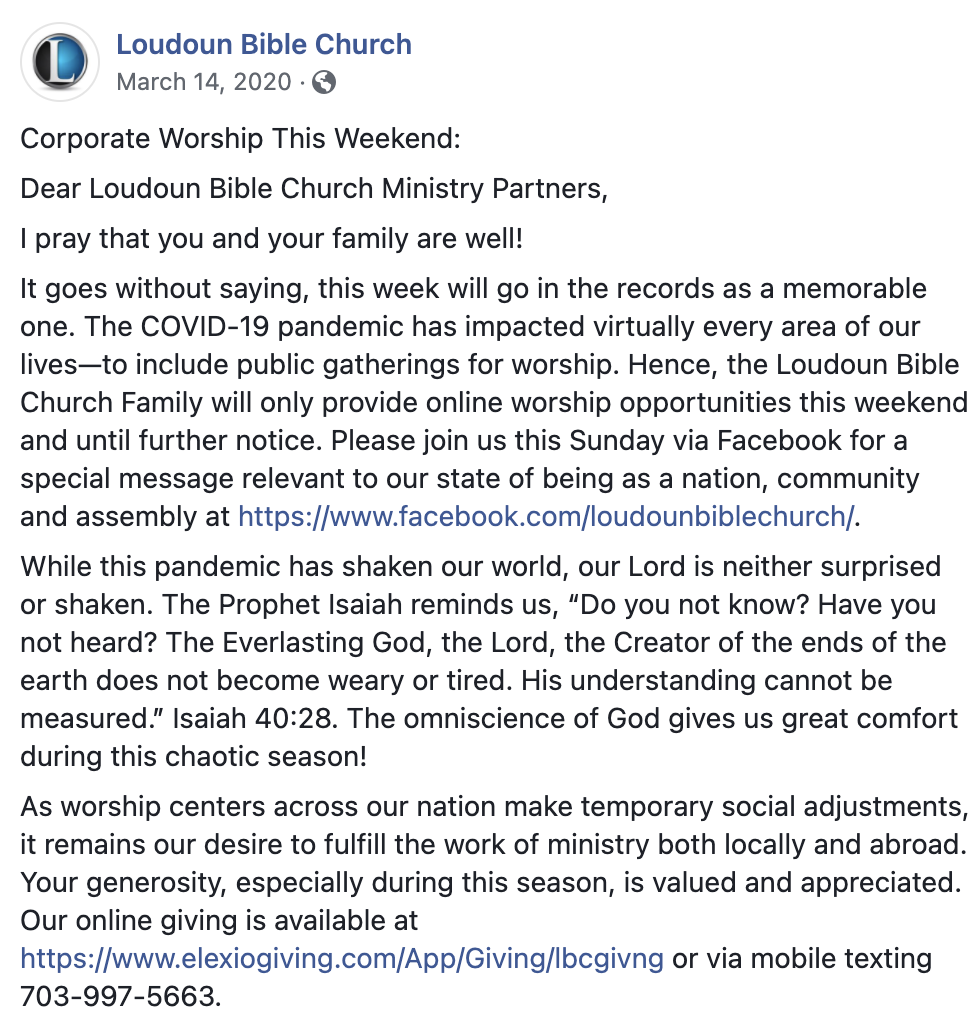 L
Loudoun Bible Church
March 14, 2020 ·
Corporate Worship This Weekend:
Dear Loudoun Bible Church Ministry Partners,
I pray that you and your family are well!
It goes without saying, this week will go in the records as a memorable
one. The COVID-19 pandemic has impacted virtually every area of our
lives—to include public gatherings for worship. Hence, the Loudoun Bible
Church Family will only provide online worship opportunities this weekend
and until further notice. Please join us this Sunday via Facebook for a
special message relevant to our state of being as a nation, community
and assembly at https://www.facebook.com/loudounbiblechurch/.
While this pandemic has shaken our world, our Lord is neither surprised
or shaken. The Prophet Isaiah reminds us, “Do you not know? Have you
not heard? The Everlasting God, the Lord, the Creator of the ends of the
earth does not become weary or tired. His understanding cannot be
measured.” Isaiah 40:28. The omniscience of God gives us great comfort
during this chaotic season!
As worship centers across our nation make temporary social adjustments,
it remains our desire to fulfill the work of ministry both locally and abroad.
Your generosity, especially during this season, is valued and appreciated.
Our online giving is available at
https://www.elexiogiving.com/App/Giving/lbcgivng or via mobile texting
703-997-5663.